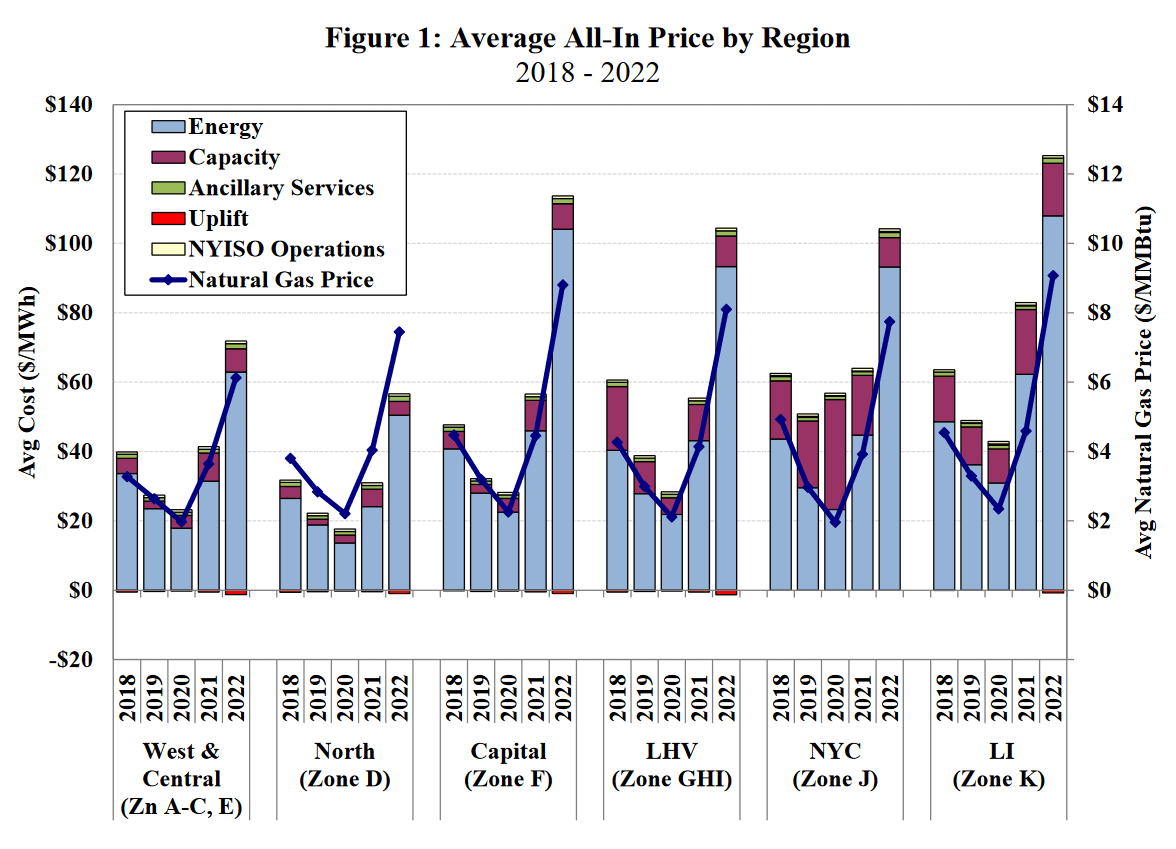 Figure 1: Average All-In Price by Region
2018 - 2022
Avg Cost ($/MWh)
$140
$120
$100
$80
$60
$40
$20
$0
-$20
Energy
Capacity
Ancillary Services
Uplift
NYISO Operations
Natural Gas Price
$14
$12
$10
$8
$6
$4
$2
$0
Avg Natural Gas Price ($/MMBtu)
2018 2019 2020 2021 2022
2018 2019 2020 2021 2022
2018 2019 2020 2021 2022
2018 2019 2020 2021 2022
2018 2019 2020 2021 2022
2018 2019 2020 2021 2022
West &
Central
(Zn A-C, E)
North
(Zone D)
Capital
(Zone F)
LHV
(Zone GHI)
NYC
(Zone J)
LI
(Zone K)